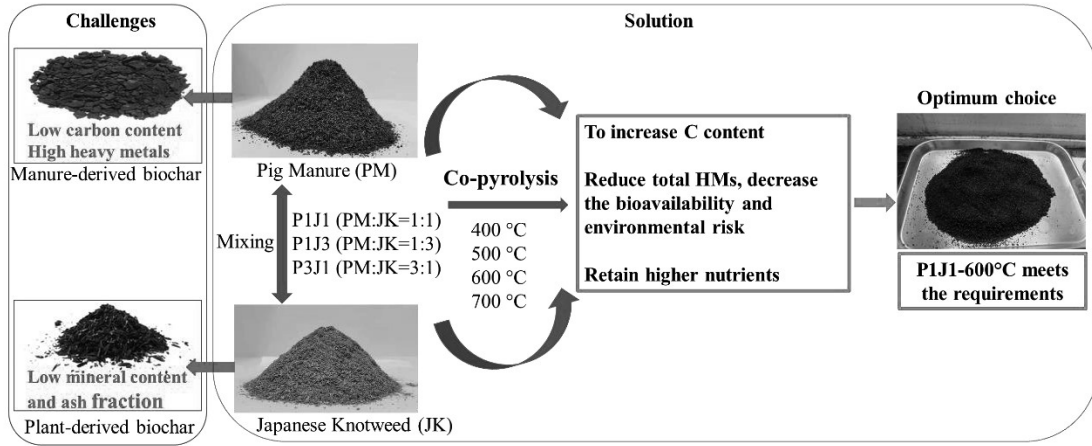 Challenges
Low carbon content
High heavy metals
Manure-derived biochar
Low mineral content
and ash fraction
Plant-derived biochar
Solution
Pig Manure (PM)
Mixing
P1J1 (PM:JK=1:1)
P1J3 (PM:JK=1:3)
P3J1 (PM:JK=3:1)
Japanese Knotweed (JK)
Co-pyrolysis
400 °C
500 °C
600 °C
700 °C
To increase C content
Reduce total HMs, decrease
the bioavailability and
environmental risk
Retain higher nutrients
Optimum choice
P1J1-600°C meets
the requirements